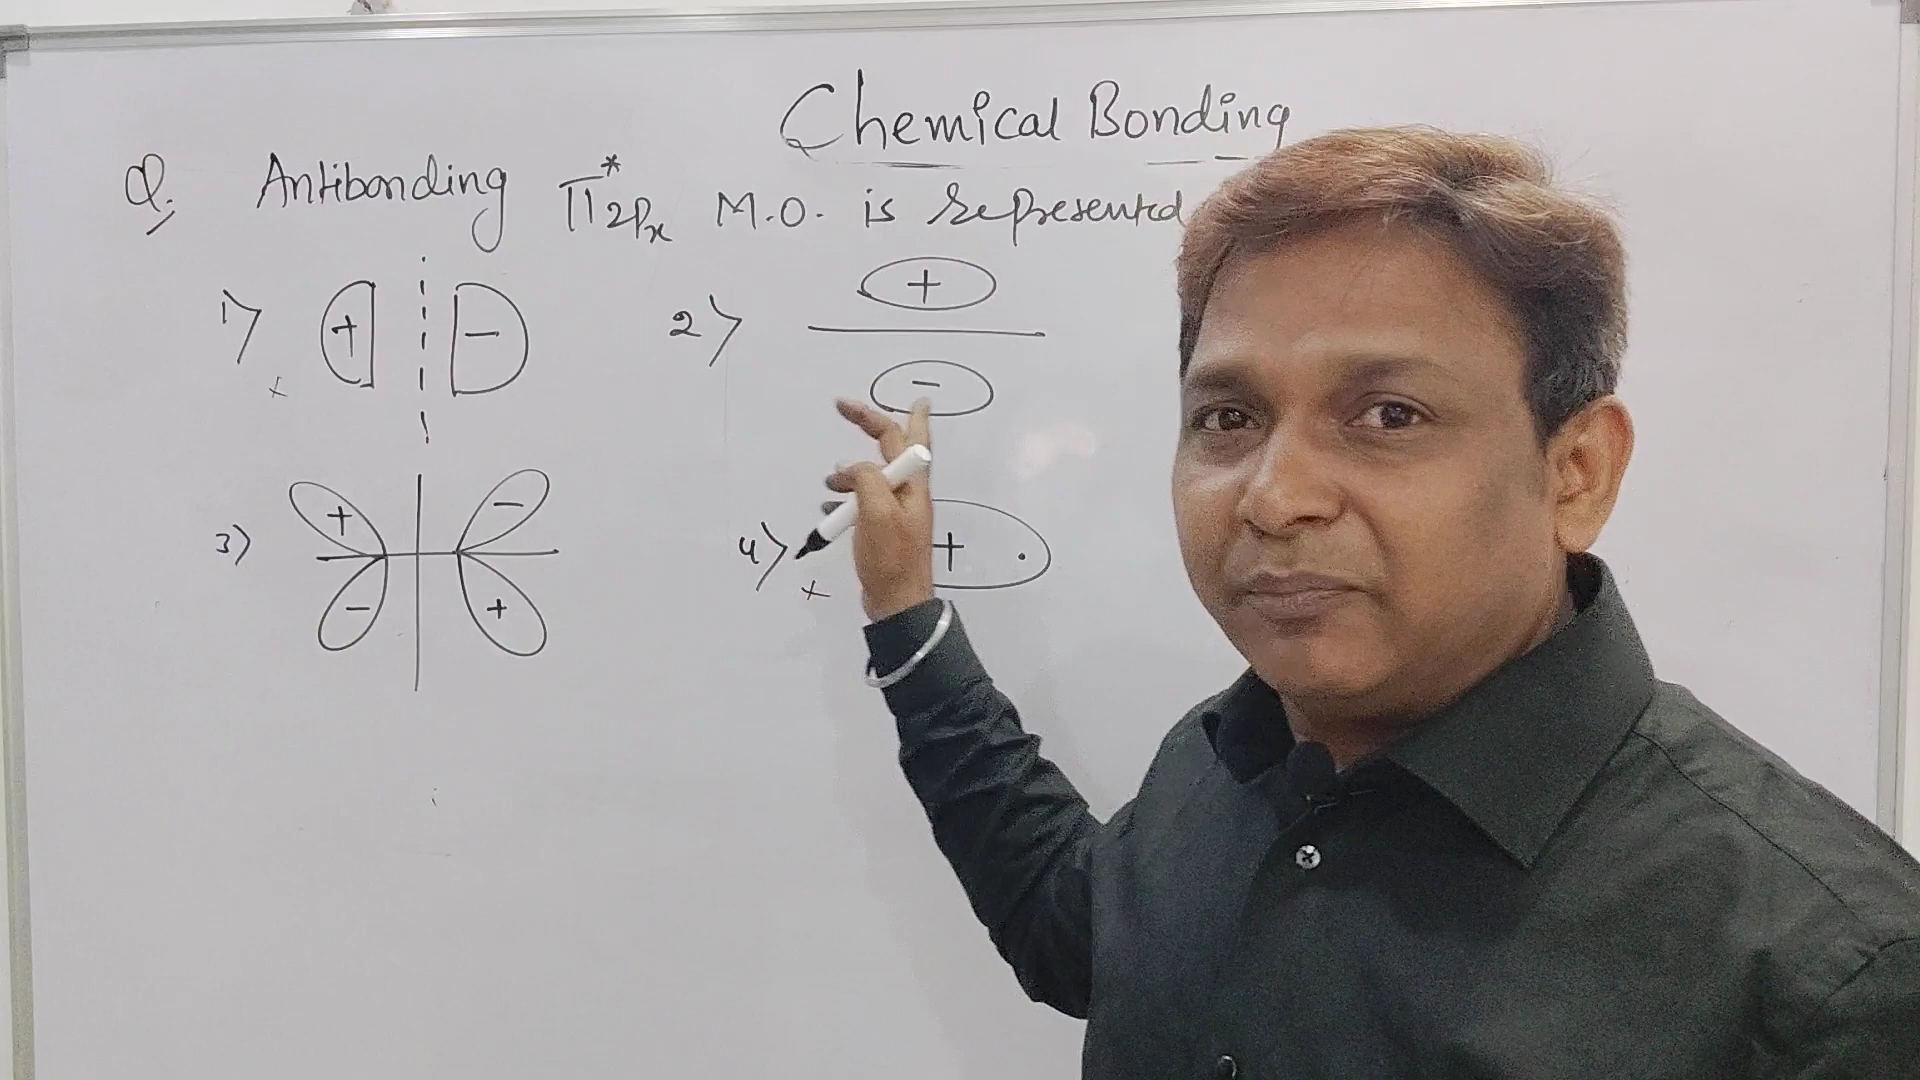 Chemical Bonding
Q. Antibonding π*2Px M.O. is represented
1) + -
x
2) +
-
3) + -
- +
4) + .
x